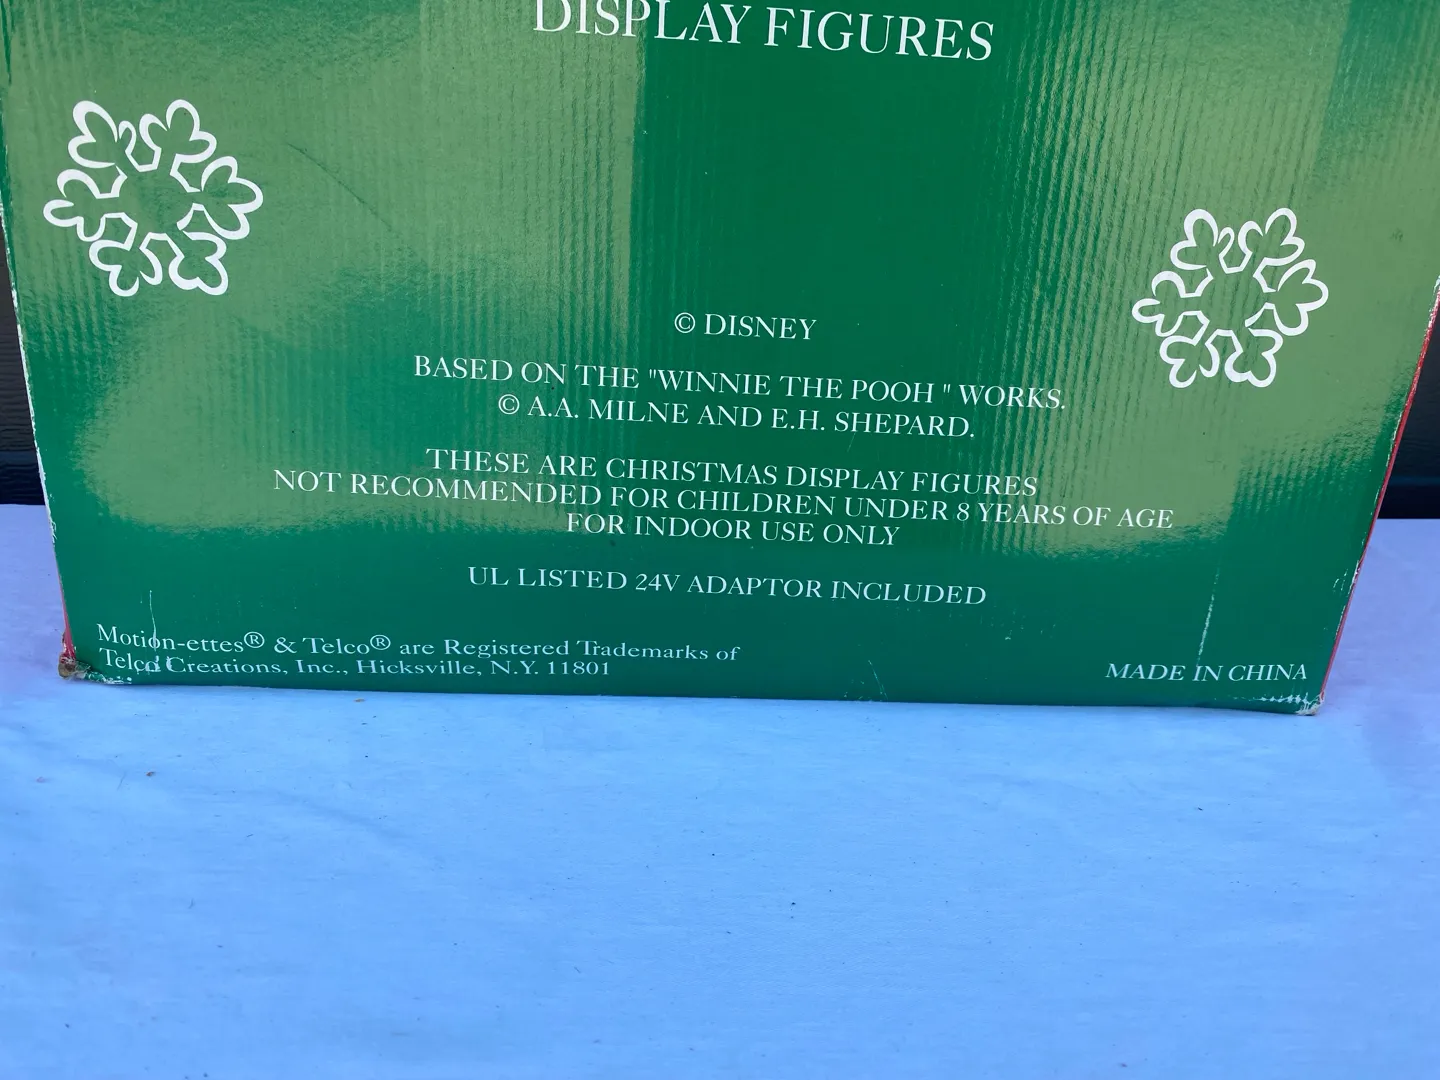 DISPLAY FIGURES
© DISNEY
BASED ON THE "WINNIE THE POOH " WORKS.
© A.A. MILNE AND E.H. SHEPARD.
THESE ARE CHRISTMAS DISPLAY FIGURES
NOT RECOMMENDED FOR CHILDREN UNDER 8 YEARS OF AGE
FOR INDOOR USE ONLY
UL LISTED 24V ADAPTOR INCLUDED
Motion-ettes® & Telco® are Registered Trademarks of
Telco Creations, Inc., Hicksville, N.Y. 11801
MADE IN CHINA